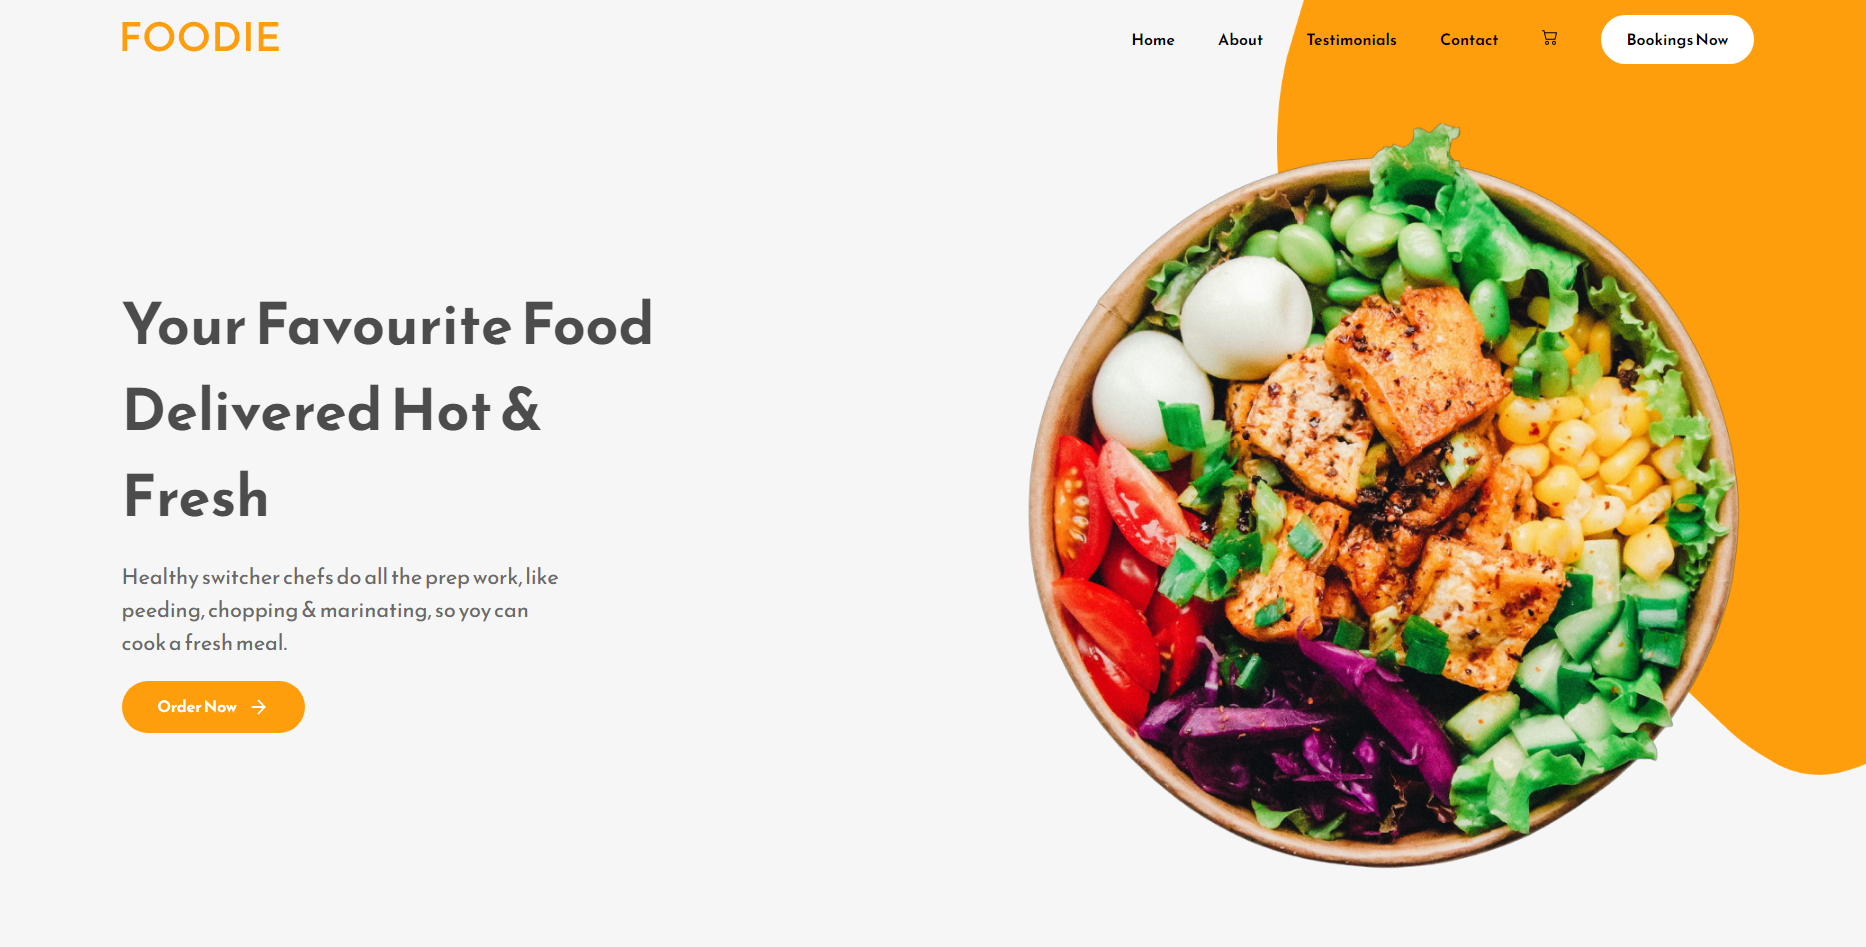 FOODIE
Home About Testimonials Contact Bookings Now
Your Favourite Food
Delivered Hot &
Fresh
Healthy switcher chefs do all the prep work, like
peeding, chopping & marinating, so yoy can
cook a fresh meal.
Order Now